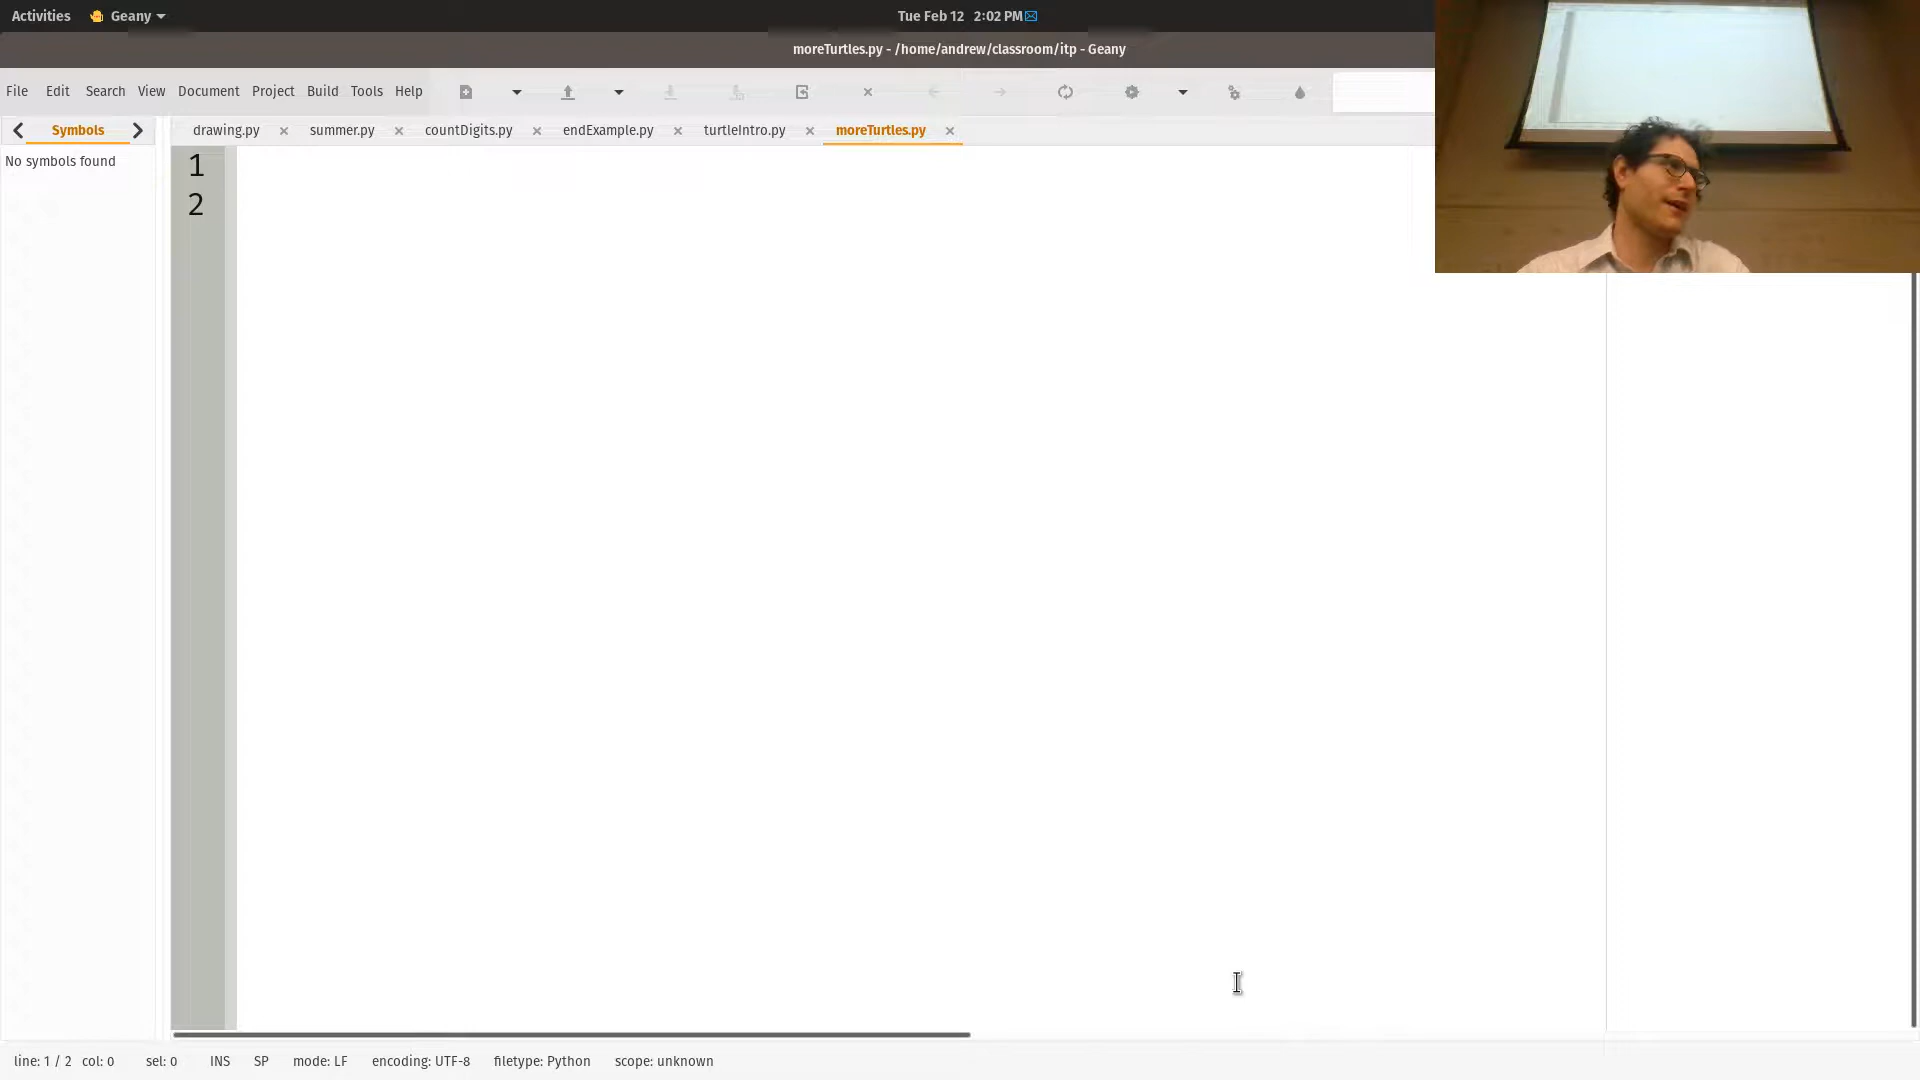 Activities Geany Tue Feb 12 2:02 PM
moreTurtles.py - /home/andrew/classroom/itp - Geany
File Edit Search View Document Project Build Tools Help
Symbols drawing.py summer.py countDigits.py endExample.py turtleIntro.py moreTurtles.py
No symbols found
1
2
line: 1 / 2 col: 0 sel: 0 INS SP mode: LF encoding: UTF-8 filetype: Python scope: unknown